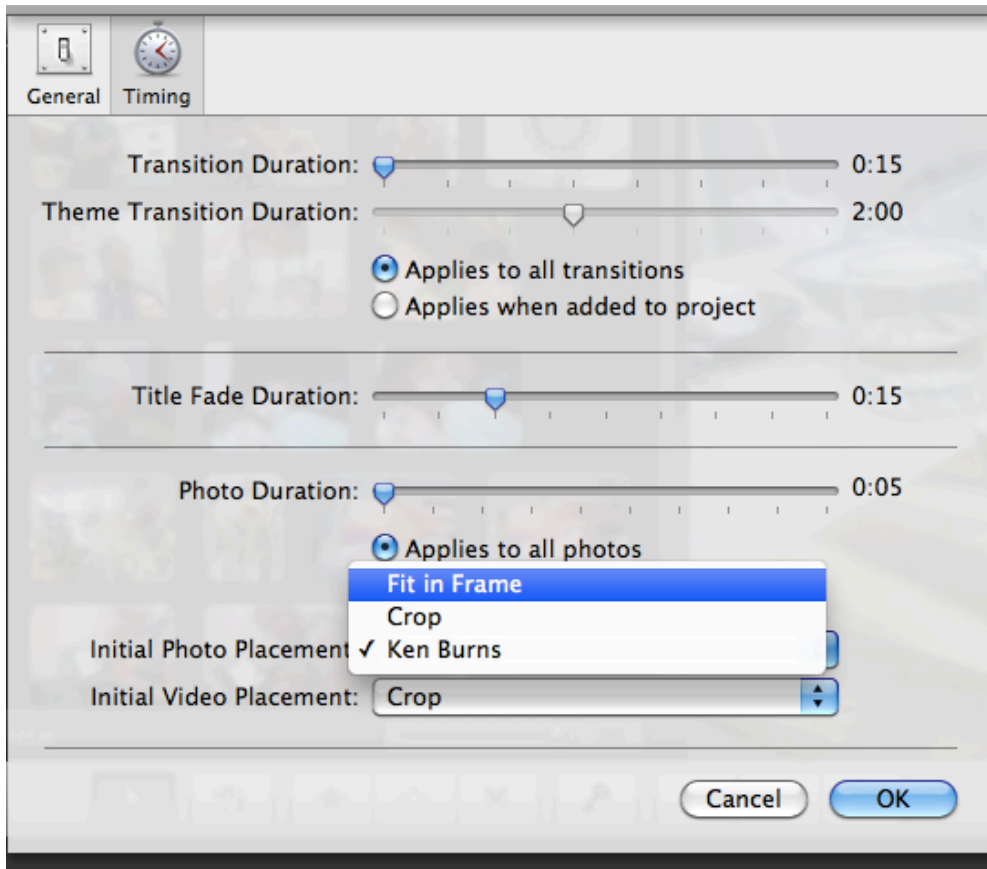 General Timing
Transition Duration: 0:15
Theme Transition Duration: 2:00
Applies to all transitions
Applies when added to project
Title Fade Duration: 0:15
Photo Duration: 0:05
Applies to all photos
Fit in Frame
Crop
Initial Photo Placement ✓ Ken Burns
Initial Video Placement: Crop
Cancel OK